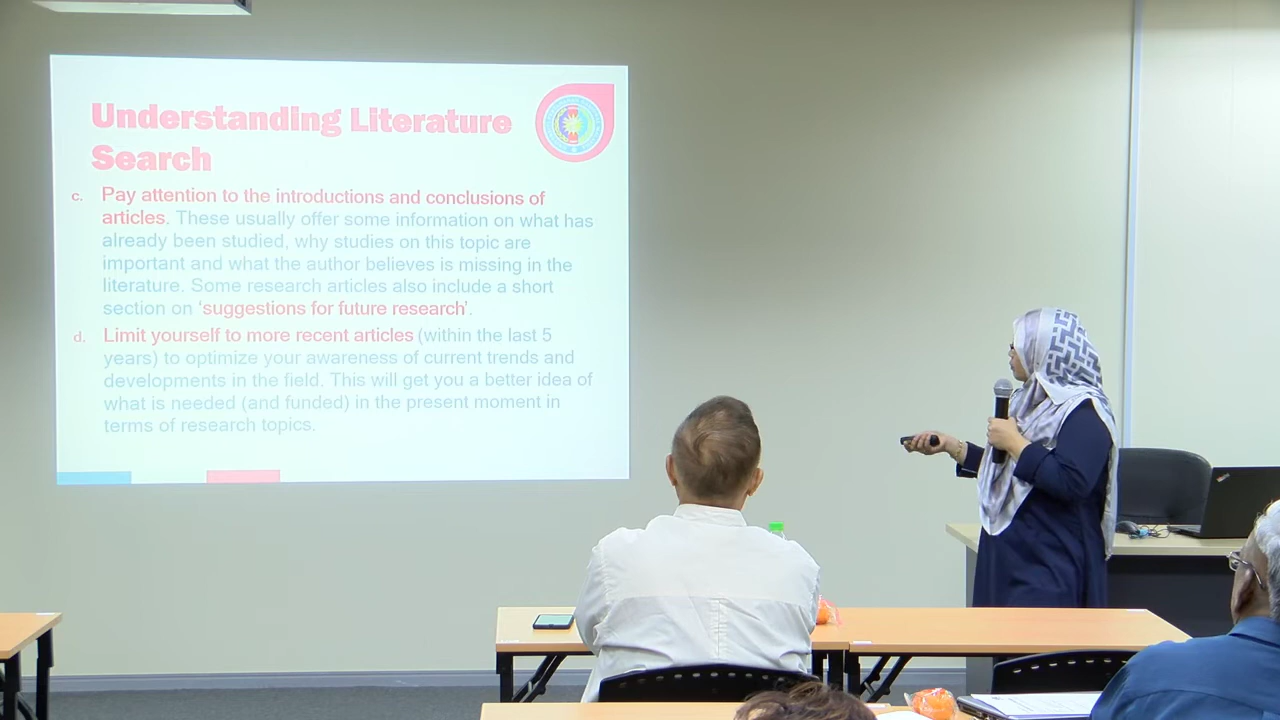 Understanding Literature
Search
c. Pay attention to the introductions and conclusions of
articles. These usually offer some information on what has
already been studied, why studies on this topic are
important and what the author believes is missing in the
literature. Some research articles also include a short
section on ‘suggestions for future research’.
d. Limit yourself to more recent articles (within the last 5
years) to optimize your awareness of current trends and
developments in the field. This will get you a better idea of
what is needed (and funded) in the present moment in
terms of research topics.